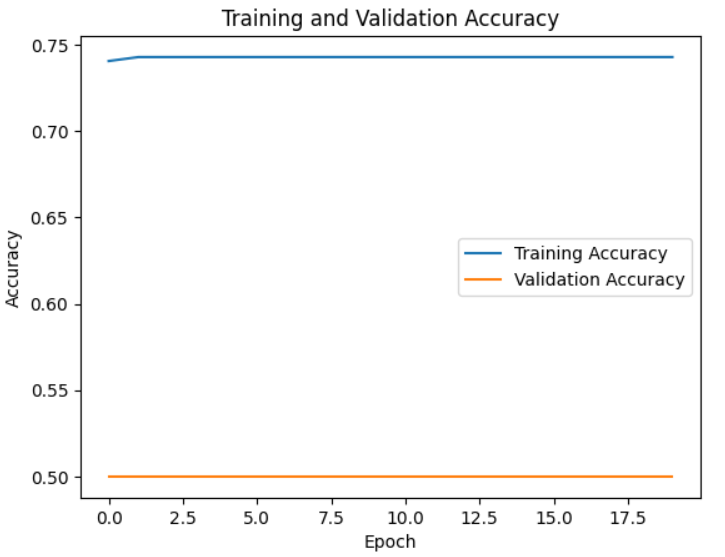 Training and Validation Accuracy
0.75
0.70
0.65
0.60
0.55
0.50
Accuracy
Training Accuracy
Validation Accuracy
0.0 2.5 5.0 7.5 10.0 12.5 15.0 17.5
Epoch